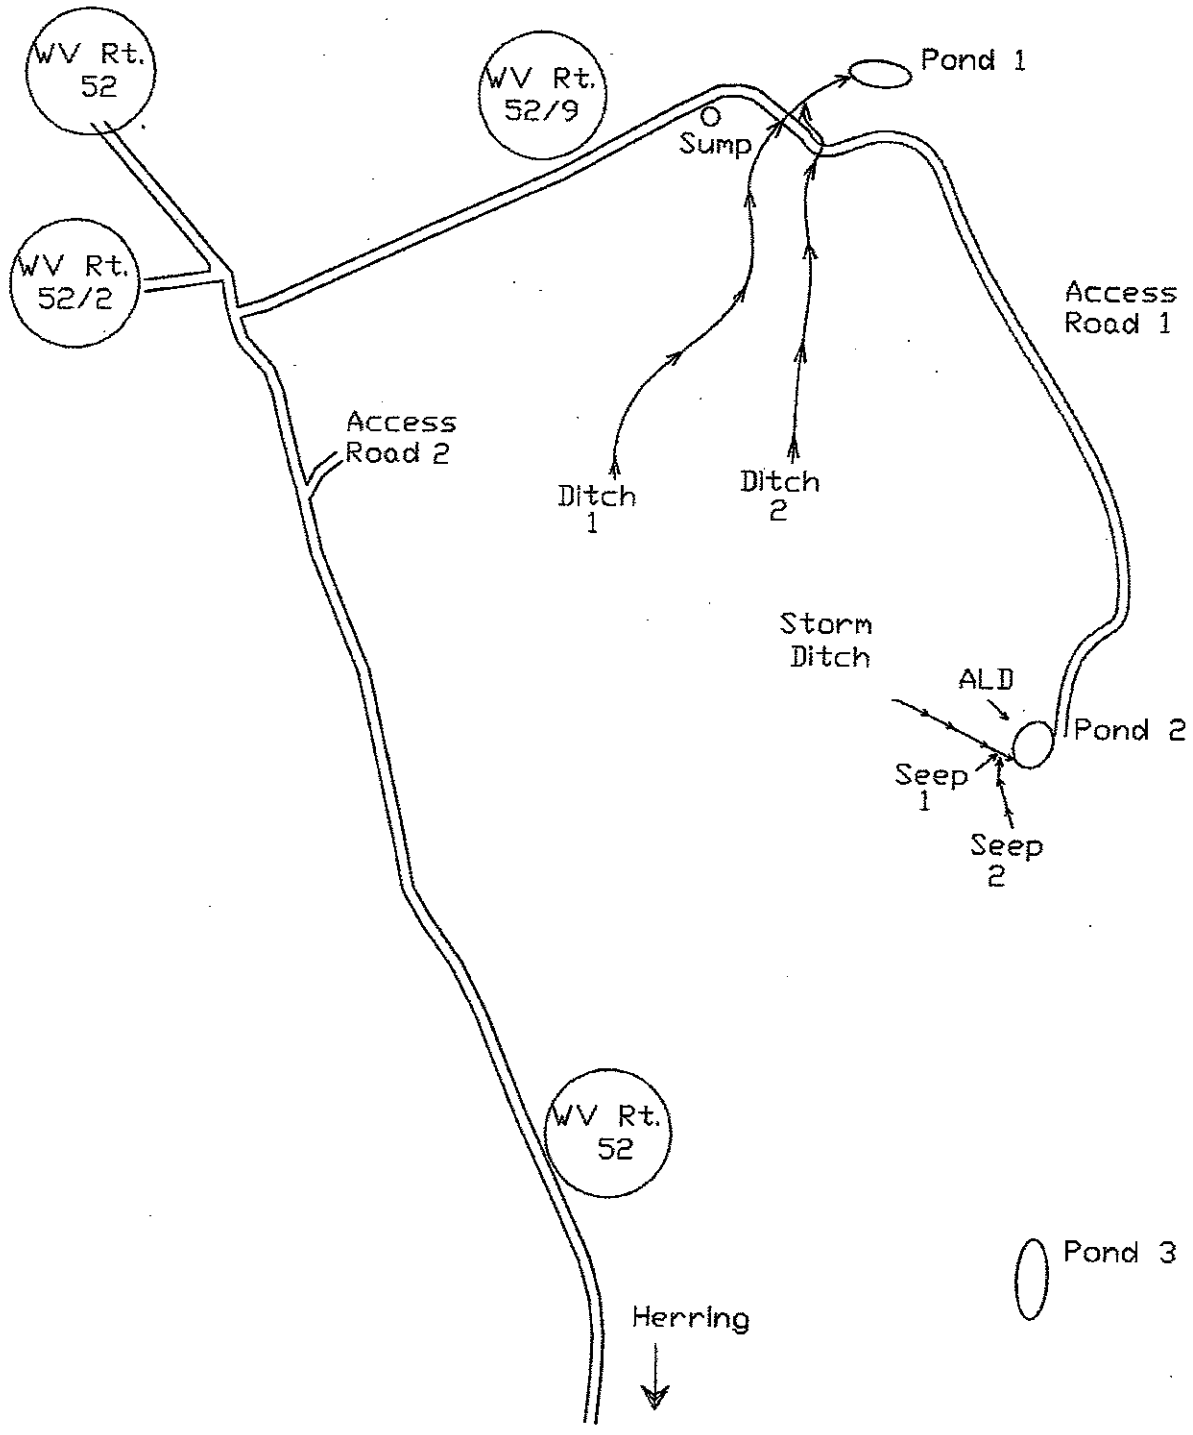 WV Rt.
52
WV Rt.
52/9
Pond 1
Sump
WV Rt.
52/2
Access
Road 1
Access
Road 2
Ditch
1
Ditch
2
Storm
Ditch
ALD
Pond 2
Seep
1
Seep
2
WV Rt.
52
Pond 3
Herring